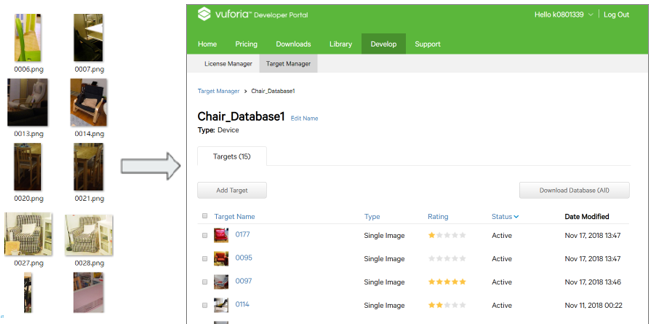 0006.png 0007.png
0013.png 0014.png
0020.png 0021.png
0027.png 0028.png
vuforia™ Developer Portal
Hello k0801339 | Log Out
Home Pricing Downloads Library Develop Support
License Manager Target Manager
Target Manager > Chair_Database1
Chair_Database1 Edit Name
Type: Device
Targets (15)
Add Target Download Database (All)
Target Name Type Rating Status Date Modified
0177 Single Image Active Nov 17, 2018 13:47
0095 Single Image Active Nov 17, 2018 13:47
0097 Single Image Active Nov 17, 2018 13:46
0114 Single Image Active Nov 11, 2018 00:22